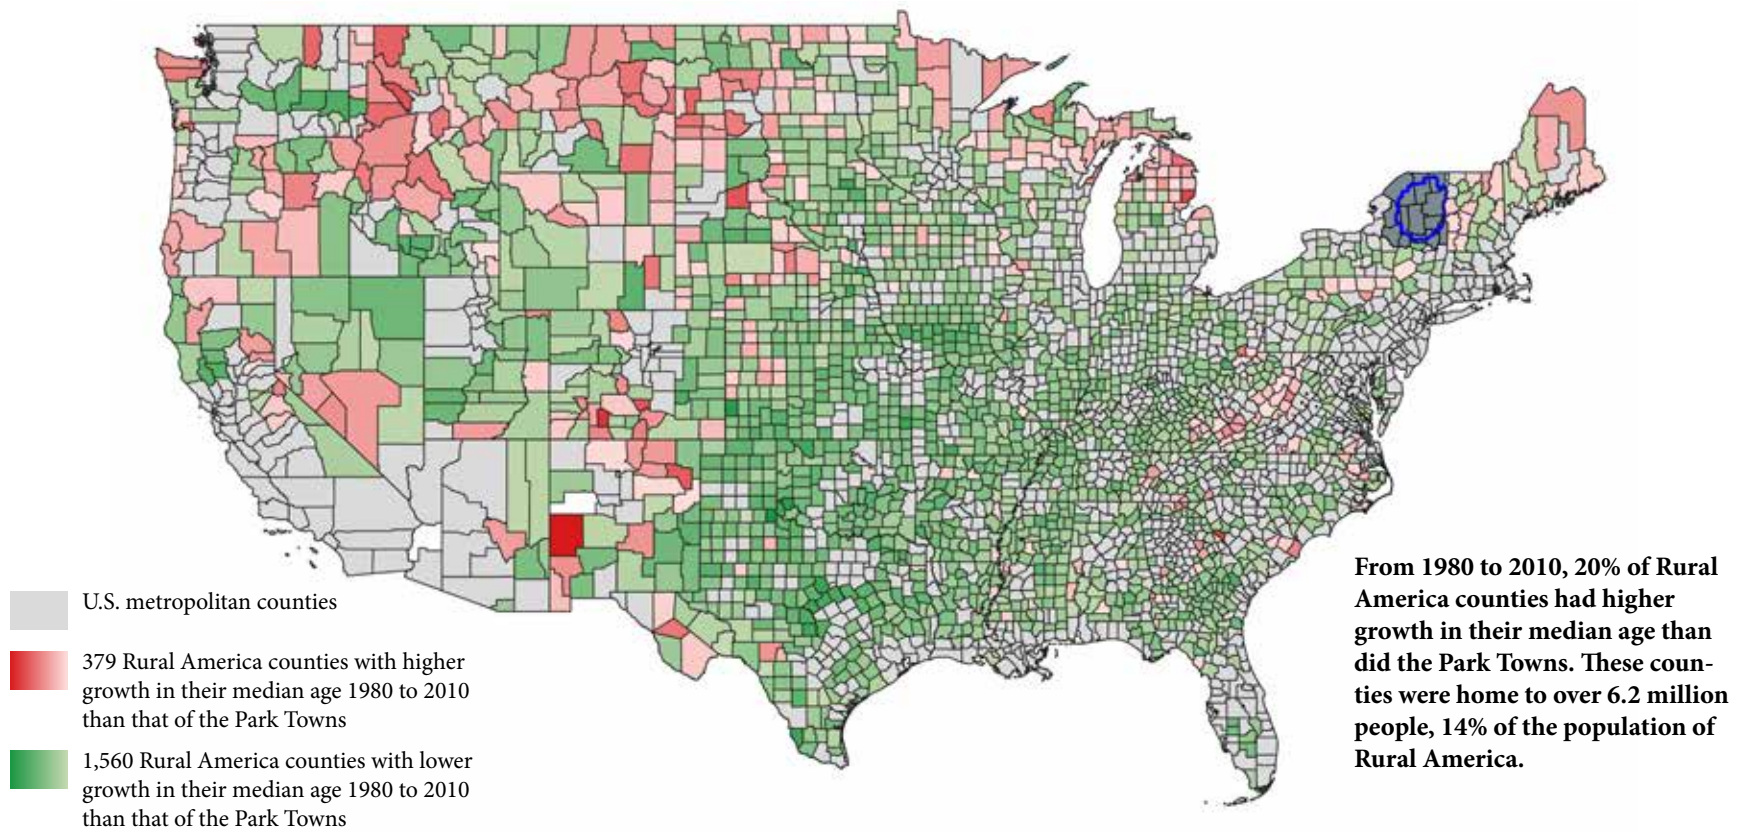 U.S. metropolitan counties
379 Rural America counties with higher
growth in their median age 1980 to 2010
than that of the Park Towns
1,560 Rural America counties with lower
growth in their median age 1980 to 2010
than that of the Park Towns
From 1980 to 2010, 20% of Rural
America counties had higher
growth in their median age than
did the Park Towns. These coun-
ties were home to over 6.2 million
people, 14% of the population of
Rural America.